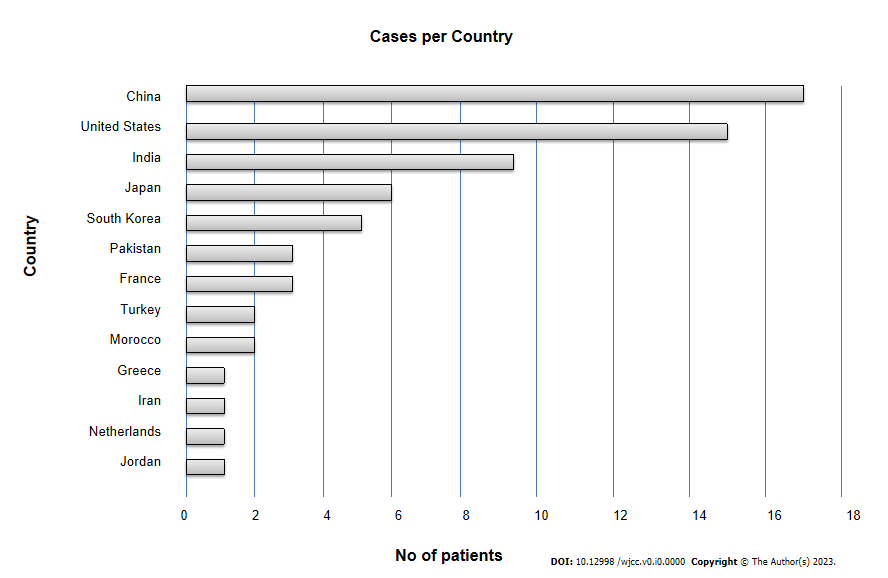 Cases per Country
China
United States
India
Japan
South Korea
Pakistan
France
Turkey
Morocco
Greece
Iran
Netherlands
Jordan
Country
0 2 4 6 8 10 12 14 16 18
No of patients
DOI: 10.12998 /wjcc.v0.i0.0000 Copyright © The Author(s) 2023.